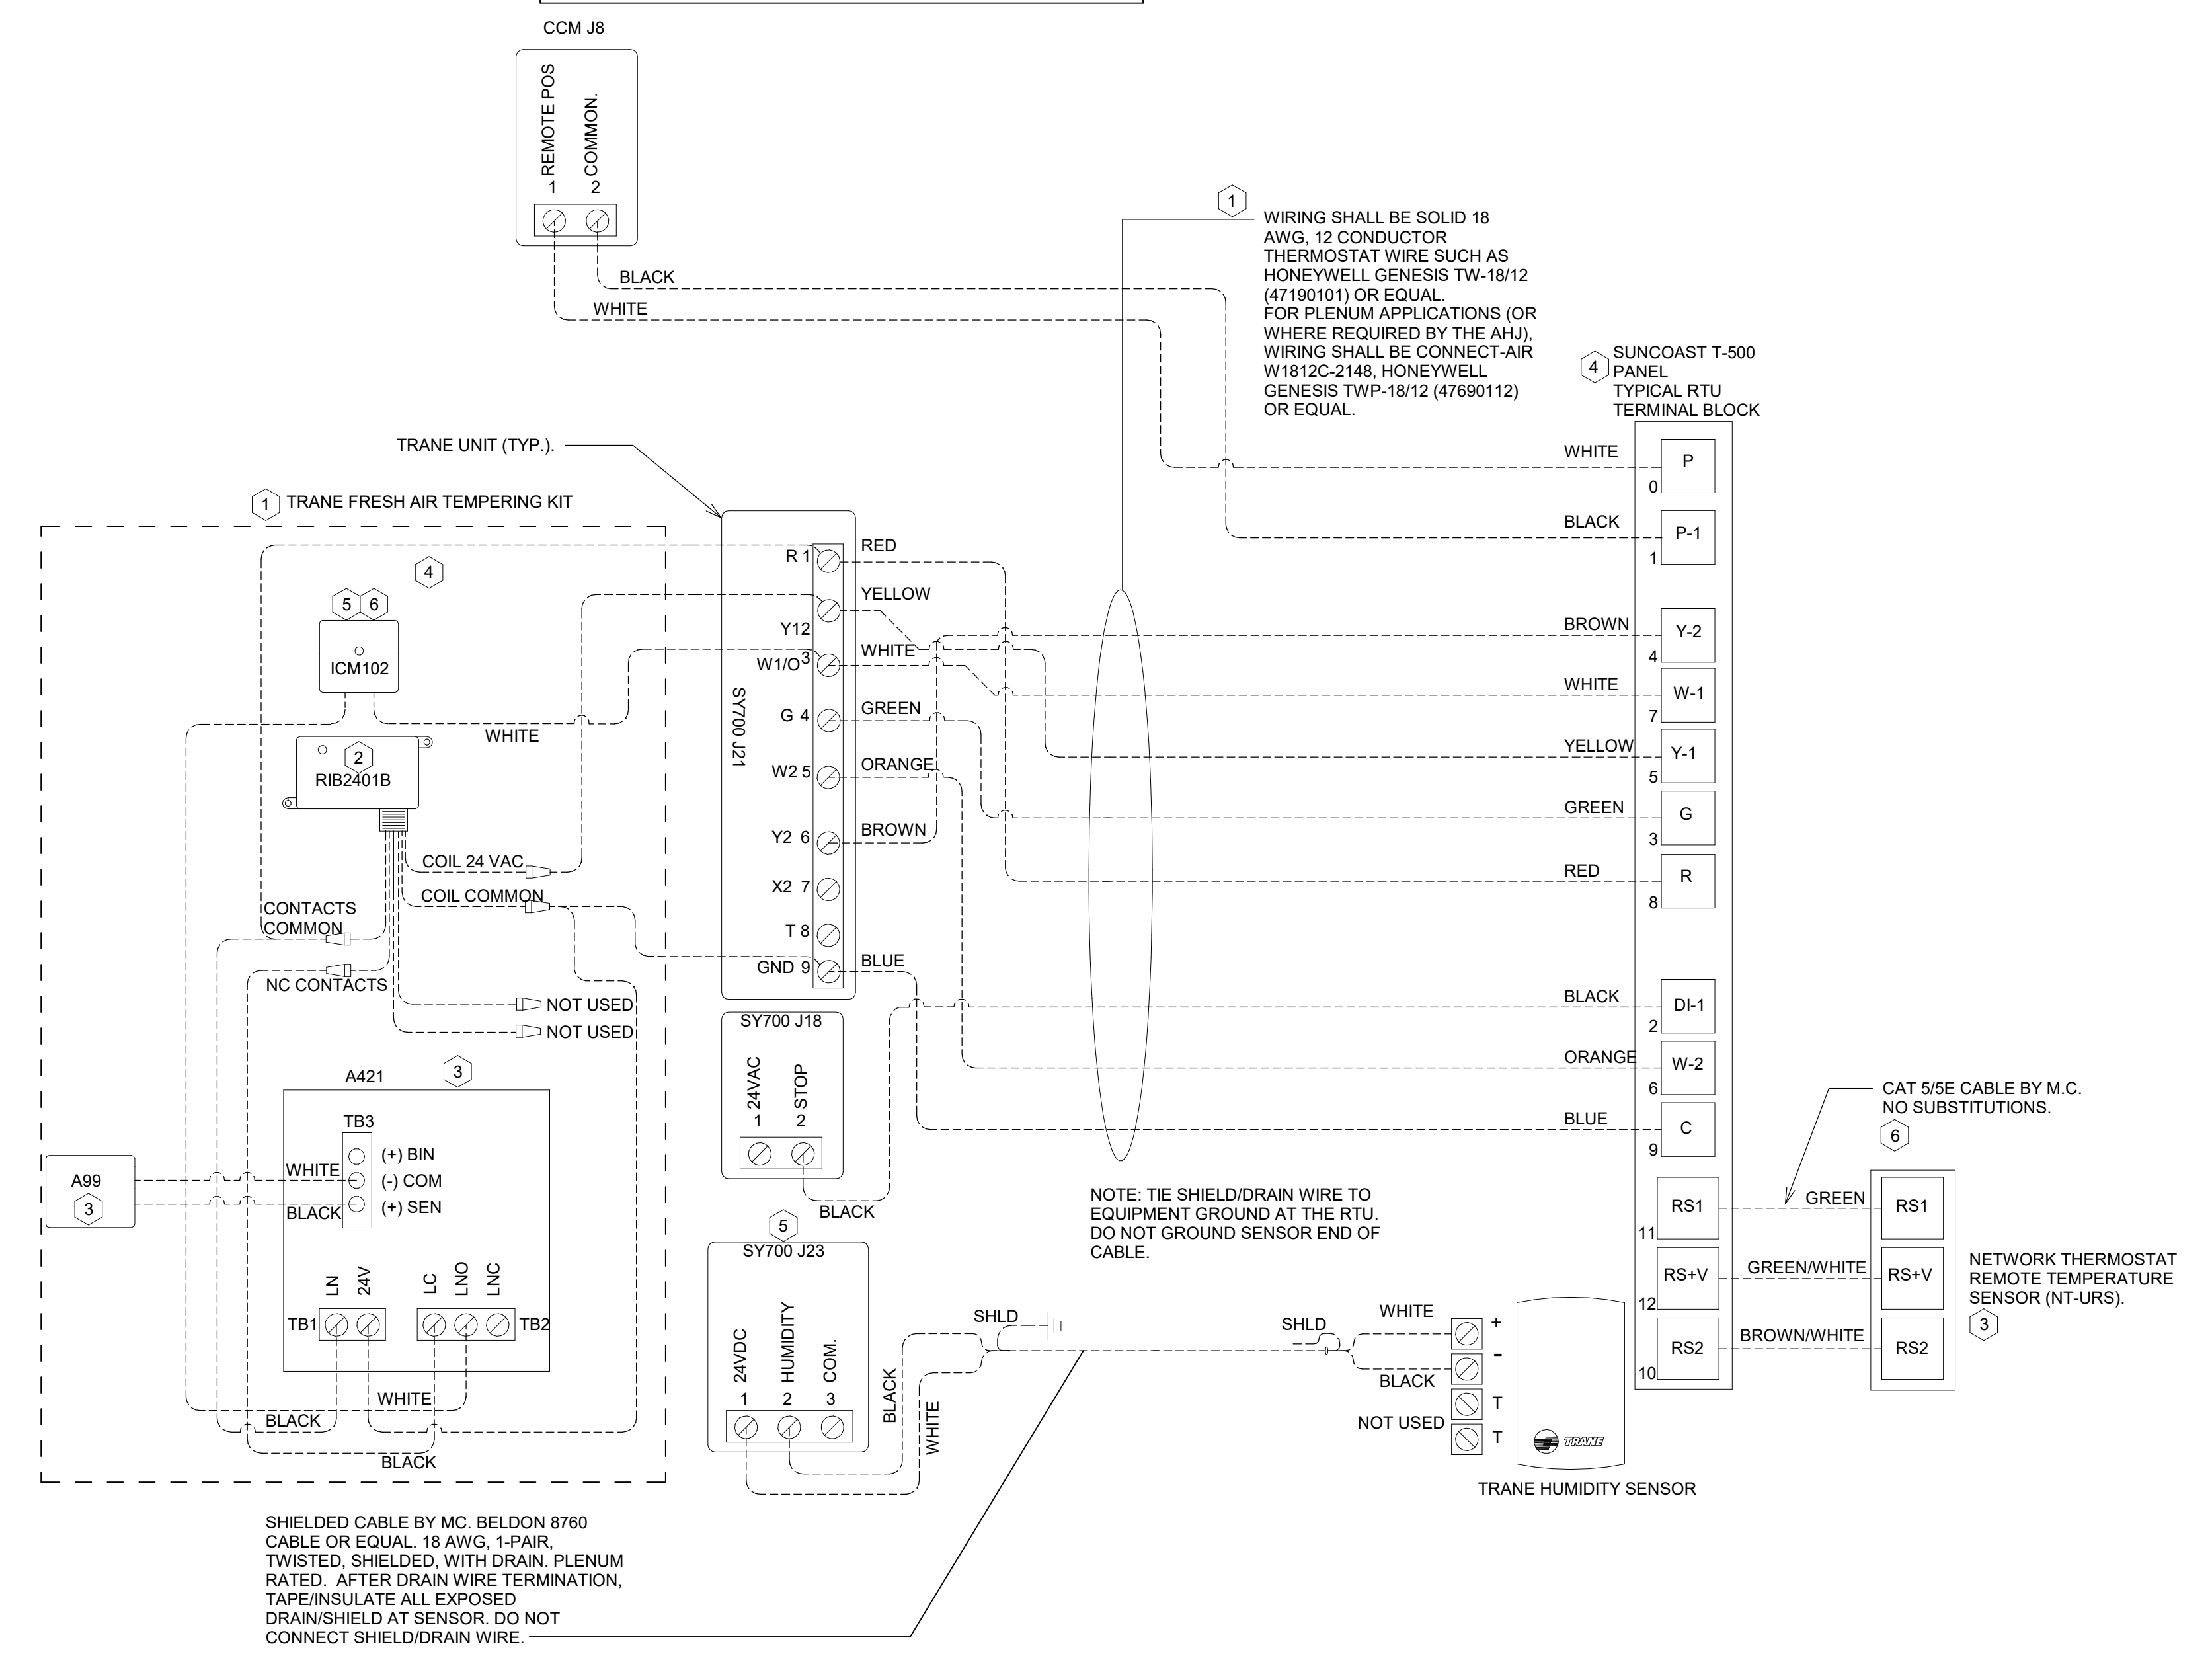 CCM J8
REMOTE POS
COMMON.
1
2
BLACK
WHITE
1
WIRING SHALL BE SOLID 18
AWG, 12 CONDUCTOR
THERMOSTAT WIRE SUCH AS
HONEYWELL GENESIS TW-18/12
(47190101) OR EQUAL.
FOR PLENUM APPLICATIONS (OR
WHERE REQUIRED BY THE AHJ),
WIRING SHALL BE CONNECT-AIR
W1812C-2148, HONEYWELL
GENESIS TWP-18/12 (47690112)
OR EQUAL.
4
SUNCOAST T-500
PANEL
TYPICAL RTU
TERMINAL BLOCK
WHITE
P
0
BLACK
P-1
1
BROWN
Y-2
4
WHITE
W-1
7
YELLOW
Y-1
5
GREEN
G
3
RED
R
8
BLACK
DI-1
2
ORANGE
W-2
6
BLUE
C
9
RS1
11
RS+V
12
RS2
10
GREEN
GREEN/WHITE
BROWN/WHITE
RS1
RS+V
RS2
CAT 5/5E CABLE BY M.C.
NO SUBSTITUTIONS.
6
NETWORK THERMOSTAT
REMOTE TEMPERATURE
SENSOR (NT-URS).
3
TRANE UNIT (TYP.).
1
TRANE FRESH AIR TEMPERING KIT
4
5
6
ICM102
WHITE
2
RIB2401B
COIL 24 VAC
COIL COMMON
CONTACTS
COMMON
NC CONTACTS
NOT USED
NOT USED
A421
3
TB3
(+) BIN
(-) COM
(+) SEN
WHITE
BLACK
A99
3
LN
24V
LC
LNO
LNC
TB1
TB2
WHITE
BLACK
BLACK
SY700 J21
R 1
RED
Y12
YELLOW
W1/O 3
WHITE
G 4
GREEN
W2 5
ORANGE
Y2 6
BROWN
X2 7
T 8
GND 9
BLUE
SY700 J18
24VAC
STOP
1
2
BLACK
5
SY700 J23
24VDC
HUMIDITY
COM.
1
2
3
BLACK
WHITE
NOTE: TIE SHIELD/DRAIN WIRE TO
EQUIPMENT GROUND AT THE RTU.
DO NOT GROUND SENSOR END OF
CABLE.
SHLD
SHLD
WHITE
BLACK
NOT USED
+
-
T
T
TRANE
TRANE HUMIDITY SENSOR
SHIELDED CABLE BY MC. BELDON 8760
CABLE OR EQUAL. 18 AWG, 1-PAIR,
TWISTED, SHIELDED, WITH DRAIN. PLENUM
RATED. AFTER DRAIN WIRE TERMINATION,
TAPE/INSULATE ALL EXPOSED
DRAIN/SHIELD AT SENSOR. DO NOT
CONNECT SHIELD/DRAIN WIRE.